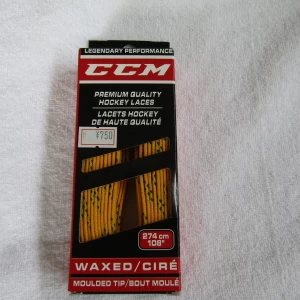 LEGENDARY PERFORMANCE
CCM
PREMIUM QUALITY
HOCKEY LACES
LACETS HOCKEY
DE HAUTE QUALITÉ
¥750
274 cm
108"
WAXED/CIRÉ
MOULDED TIP/BOUT MOULÉ